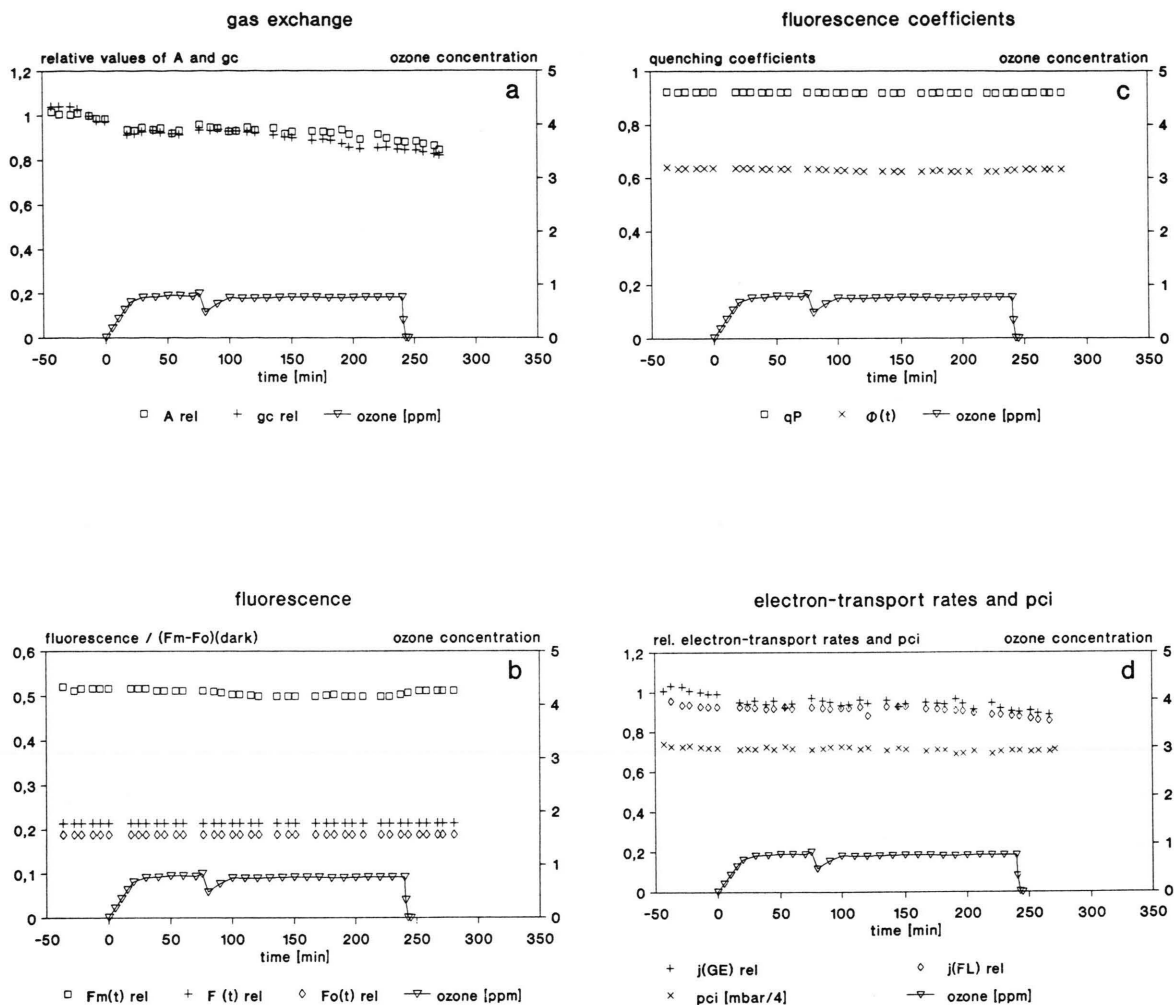 gas exchange
relative values of A and gc
ozone concentration
1,2
1
0,8
0,6
0,4
0,2
0
5
4
3
2
1
0
a
-50 0 50 100 150 200 250 300 350
time [min]
A rel gc rel ozone [ppm]
fluorescence coefficients
quenching coefficients
ozone concentration
1
0,8
0,6
0,4
0,2
0
5
4
3
2
1
0
c
-50 0 50 100 150 200 250 300 350
time [min]
qP Φ(t) ozone [ppm]
fluorescence
fluorescence / (Fm-Fo)(dark)
ozone concentration
0,6
0,5
0,4
0,3
0,2
0,1
0
5
4
3
2
1
0
b
-50 0 50 100 150 200 250 300 350
time [min]
Fm(t) rel F (t) rel Fo(t) rel ozone [ppm]
electron-transport rates and pci
rel. electron-transport rates and pci
ozone concentration
1,2
1
0,8
0,6
0,4
0,2
0
5
4
3
2
1
0
d
-50 0 50 100 150 200 250 300 350
time [min]
j(GE) rel j(FL) rel
pci [mbar/4] ozone [ppm]